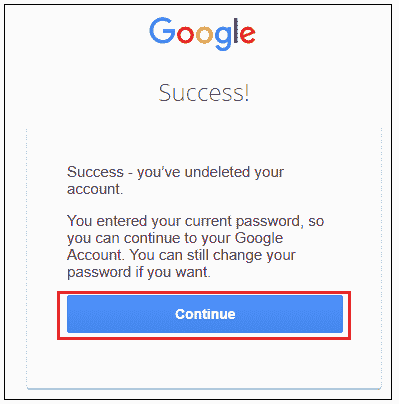 Google
Success!
Success - you've undeleted your
account.
You entered your current password, so
you can continue to your Google
Account. You can still change your
password if you want.
Continue